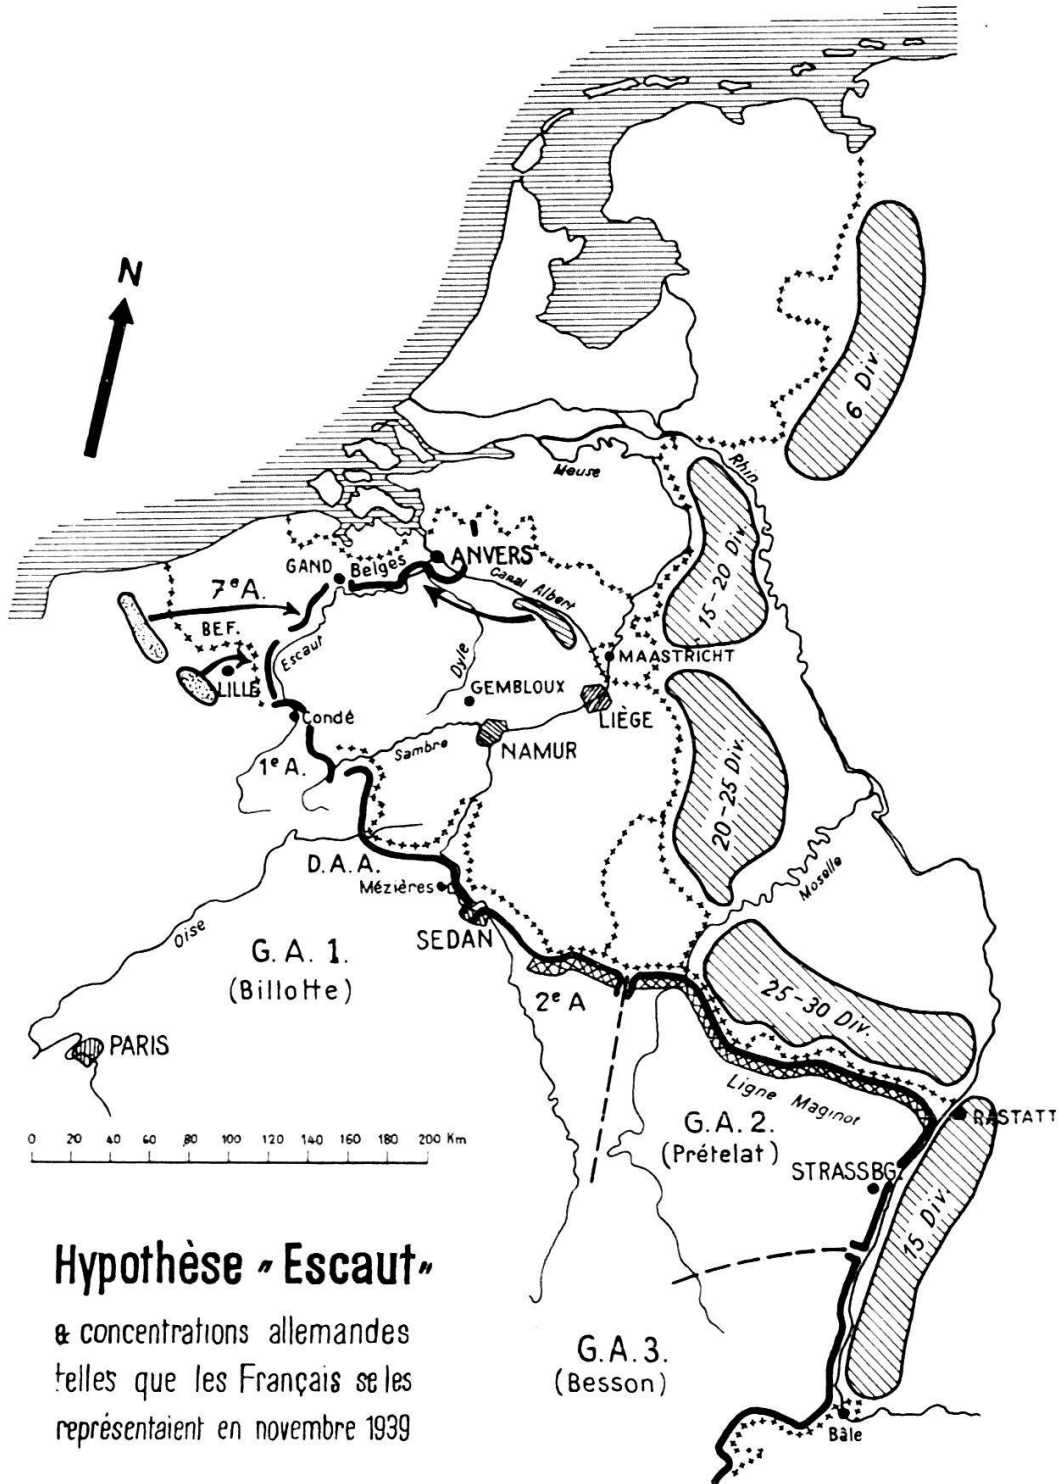 N
6 Div.
Rhin
Meuse
15-20 Div.
ANVERS
GAND
Belges
Canal Albert
7e A.
B.E.F.
Escaut
Dyle
MAASTRICHT
LILLE
GEMBLOUX
LIÈGE
Condé
Sambre
NAMUR
1e A.
20-25 Div.
D.A.A.
Mézières
Moselle
SEDAN
Oise
G.A. 1.
(Billotte)
2e A
25-30 Div.
PARIS
Ligne Maginot
RASTATT
G.A.2.
(Prételat)
0 20 40 60 80 100 120 140 160 180 200 Km
STRASSBG.
15 Div.
Hypothèse "Escaut"
& concentrations allemandes
telles que les Français se les
représentaient en novembre 1939
G.A.3.
(Besson)
Bâle